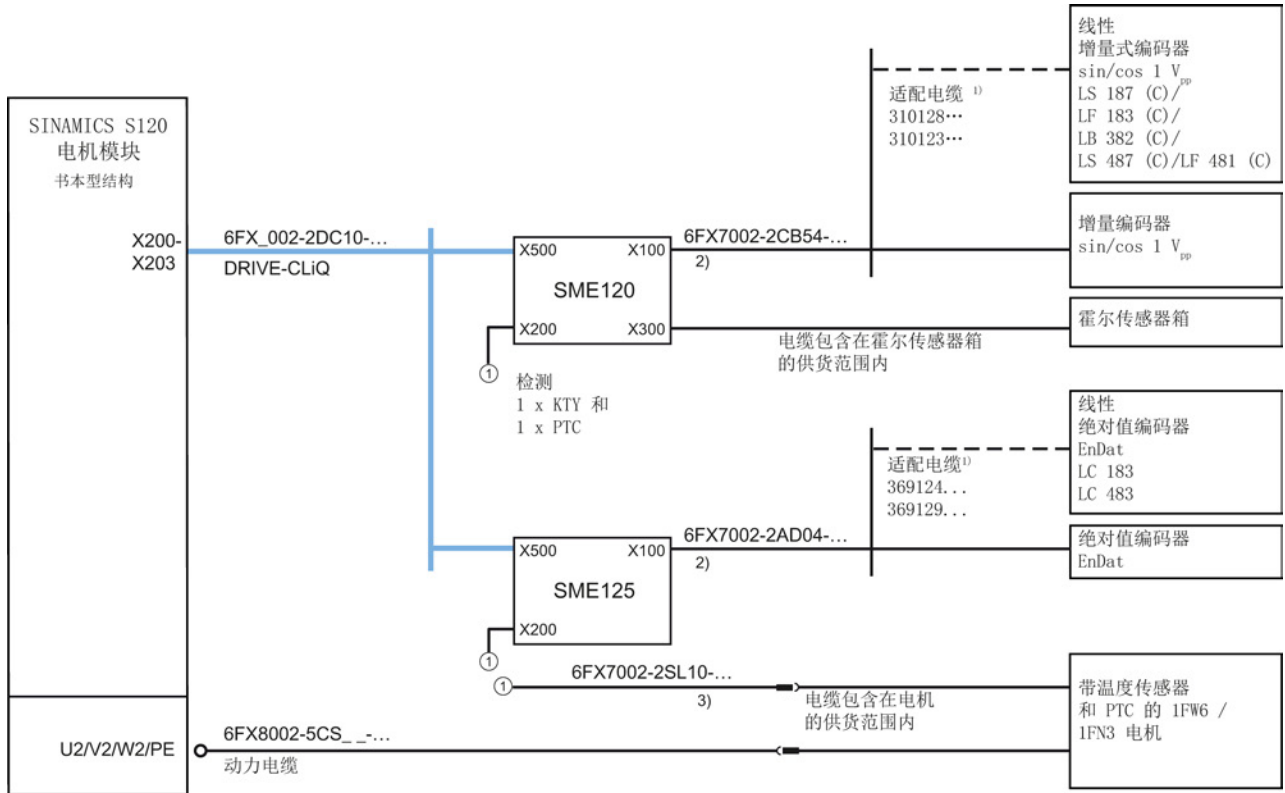 SINAMICS S120
电机模块
书本型结构
X200-
X203
U2/V2/W2/PE
6FX_002-2DC10-...
DRIVE-CLiQ
X500
X100
SME120
X200
X300
①
检测
1 x KTY 和
1 x PTC
6FX7002-2CB54-...
2)
适配电缆 1)
310128···
310123···
线性
增量式编码器
sin/cos 1 Vpp
LS 187 (C)/
LF 183 (C)/
LB 382 (C)/
LS 487 (C)/LF 481 (C)
增量编码器
sin/cos 1 Vpp
霍尔传感器箱
电缆包含在霍尔传感器箱
的供货范围内
X500
X100
SME125
X200
①
6FX7002-2AD04-...
2)
适配电缆1)
369124...
369129...
线性
绝对值编码器
EnDat
LC 183
LC 483
绝对值编码器
EnDat
①
6FX7002-2SL10-...
3)
电缆包含在电机
的供货范围内
带温度传感器
和 PTC 的 1FW6 /
1FN3 电机
6FX8002-5CS_ _-...
动力电缆